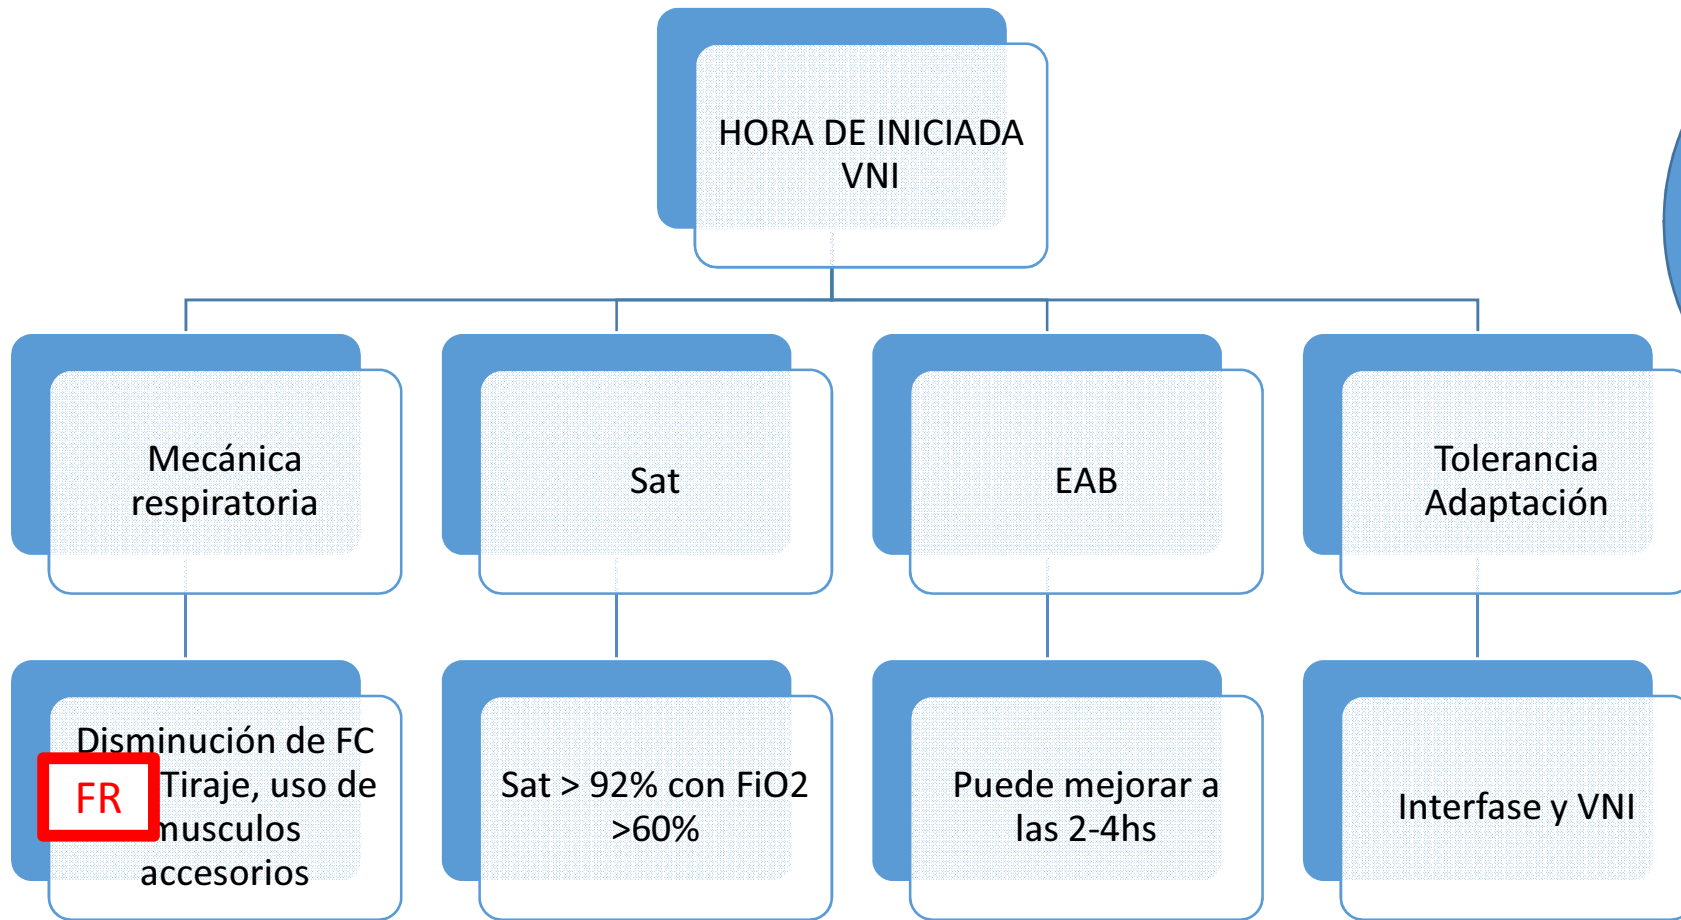 HORA DE INICIADA
VNI
Mecánica
respiratoria
Sat
EAB
Tolerancia
Adaptación
Disminución de FC
FR Tiraje, uso de
musculos
accesorios
Sat > 92% con FiO2
>60%
Puede mejorar a
las 2-4hs
Interfase y VNI